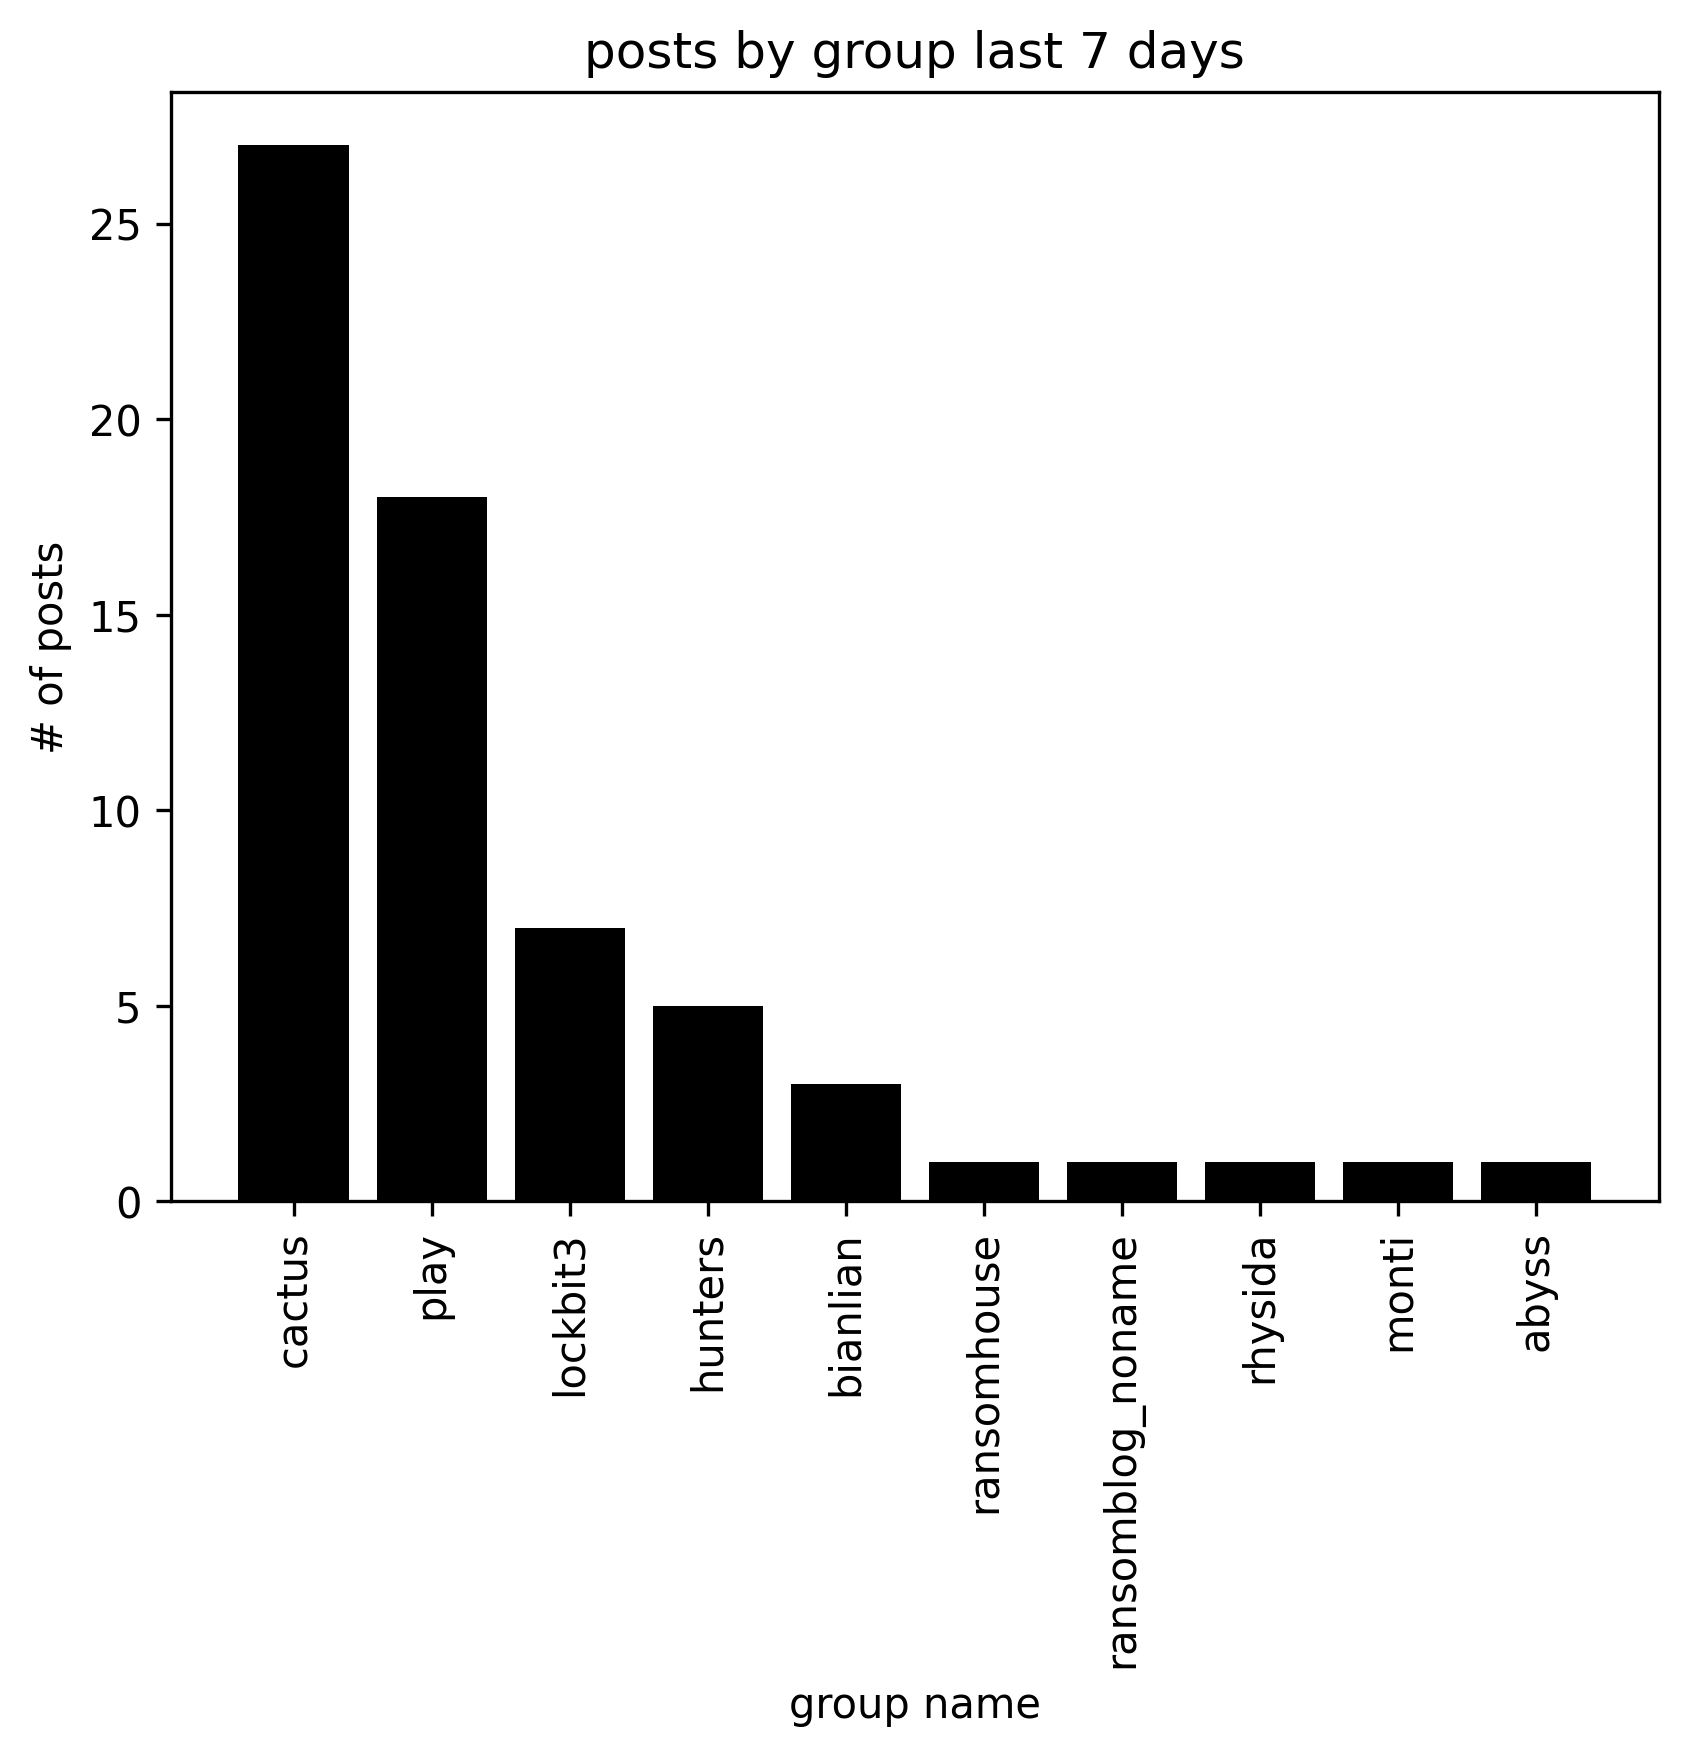 posts by group last 7 days
# of posts
25
20
15
10
5
0
cactus
play
lockbit3
hunters
bianlian
ransomhouse
ransomblog_noname
rhysida
monti
abyss
group name